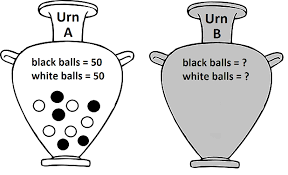 Urn
A
black balls = 50
white balls = 50
Urn
B
black balls = ?
white balls = ?